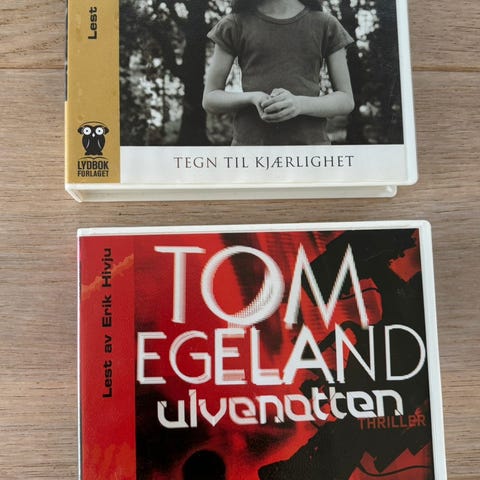 Lest
LYDBOK
FORLAGET
TEGN TIL KJÆRLIGHET
Lest av Erik Hivju
TOM
EGELAND
ulvenatten
THRILLER